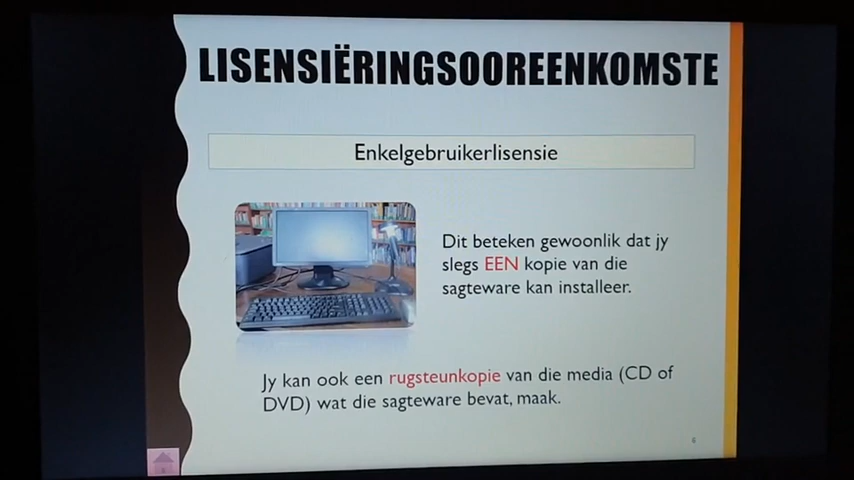 LISENSIËRINGSOOREENKOMSTE
Enkelgebruikerlisensie
Dit beteken gewoonlik dat jy
slegs EEN kopie van die
sagteware kan installeer.
Jy kan ook een rugsteunkopie van die media (CD of
DVD) wat die sagteware bevat, maak.
6